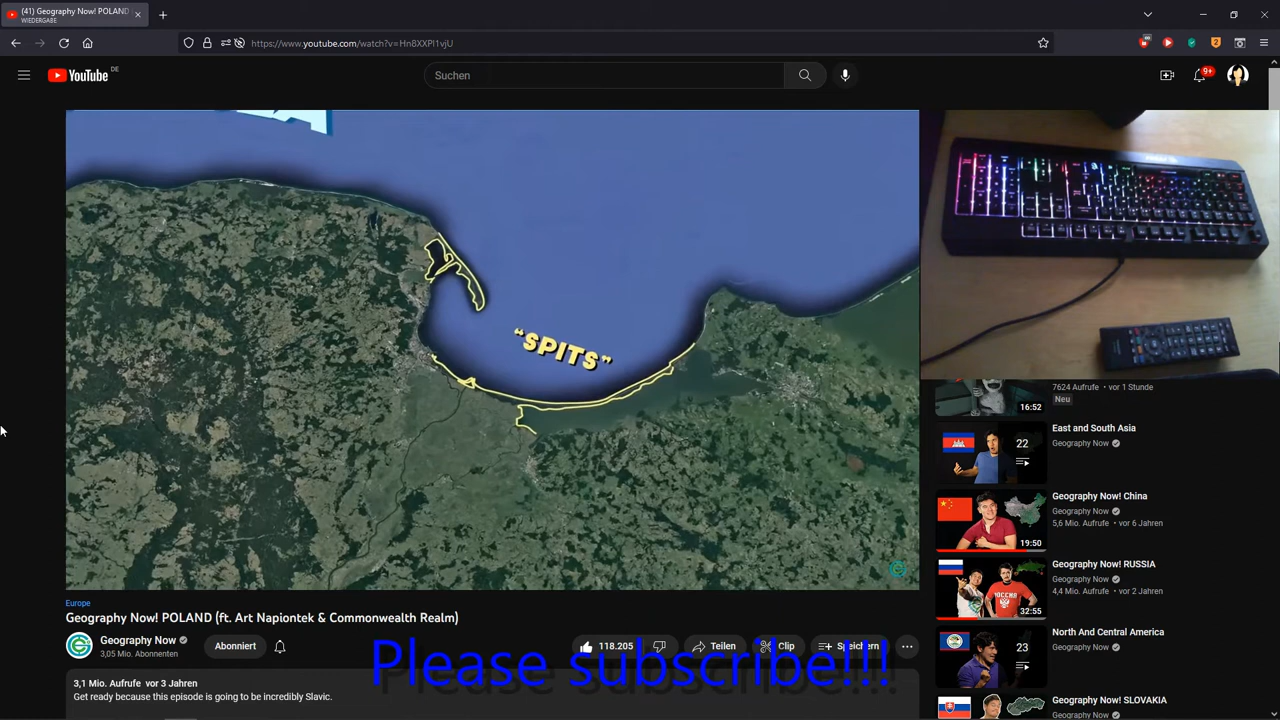 (41) Geography Now! POLAND
WIEDERGABE
https://www.youtube.com/watch?v=Hn8XXPl1vjU
2
YouTube DE
Suchen
9+
“SPITS”
Europe
Geography Now! POLAND (ft. Art Napiontek & Commonwealth Realm)
Geography Now
3,05 Mio. Abonnenten
Abonniert
118.205
Teilen
Clip
Speichern
Please subscribe!!!
3,1 Mio. Aufrufe vor 3 Jahren
Get ready because this episode is going to be incredibly Slavic.
7624 Aufrufe • vor 1 Stunde
Neu
16:52
East and South Asia
Geography Now
22
Geography Now! China
Geography Now
5,6 Mio. Aufrufe • vor 6 Jahren
19:50
Geography Now! RUSSIA
Geography Now
4,4 Mio. Aufrufe • vor 2 Jahren
32:55
North And Central America
Geography Now
23
Geography Now! SLOVAKIA
Geography Now